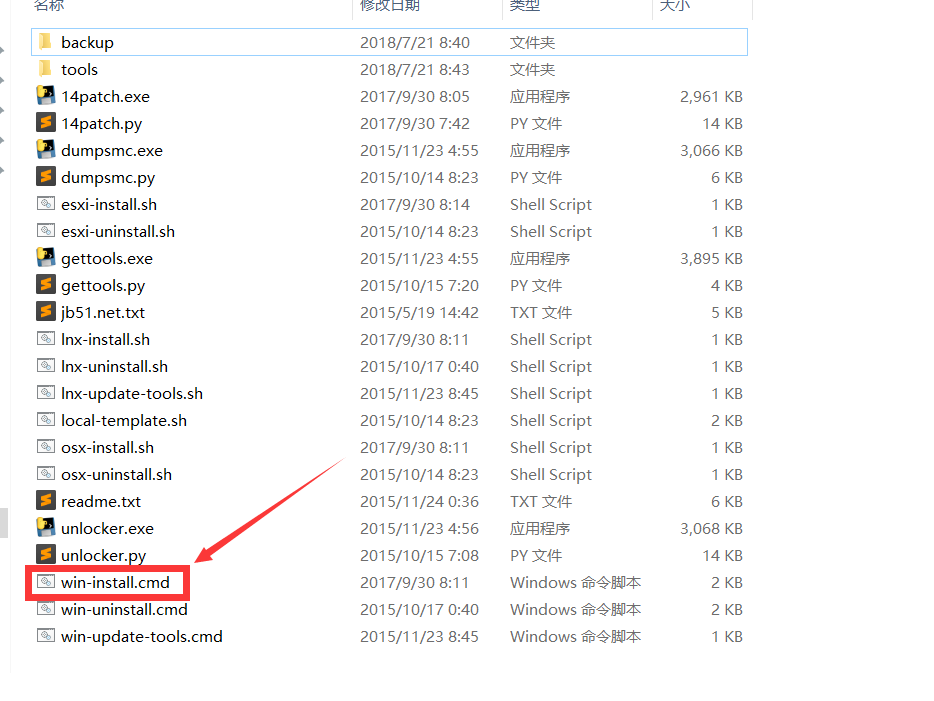 名称 修改日期 类型 大小
backup 2018/7/21 8:40 文件夹
tools 2018/7/21 8:43 文件夹
14patch.exe 2017/9/30 8:05 应用程序 2,961 KB
14patch.py 2017/9/30 7:42 PY 文件 14 KB
dumpsmc.exe 2015/11/23 4:55 应用程序 3,066 KB
dumpsmc.py 2015/10/14 8:23 PY 文件 6 KB
esxi-install.sh 2017/9/30 8:14 Shell Script 1 KB
esxi-uninstall.sh 2015/10/14 8:23 Shell Script 1 KB
gettools.exe 2015/11/23 4:55 应用程序 3,895 KB
gettools.py 2015/10/15 7:20 PY 文件 4 KB
jb51.net.txt 2015/5/19 14:42 TXT 文件 5 KB
lnx-install.sh 2017/9/30 8:11 Shell Script 1 KB
lnx-uninstall.sh 2015/10/17 0:40 Shell Script 1 KB
lnx-update-tools.sh 2015/11/23 8:45 Shell Script 1 KB
local-template.sh 2015/10/14 8:23 Shell Script 2 KB
osx-install.sh 2017/9/30 8:11 Shell Script 1 KB
osx-uninstall.sh 2015/10/14 8:23 Shell Script 1 KB
readme.txt 2015/11/24 0:36 TXT 文件 6 KB
unlocker.exe 2015/11/23 4:56 应用程序 3,068 KB
unlocker.py 2015/10/15 7:08 PY 文件 14 KB
win-install.cmd 2017/9/30 8:11 Windows 命令脚本 2 KB
win-uninstall.cmd 2015/10/17 0:40 Windows 命令脚本 2 KB
win-update-tools.cmd 2015/11/23 8:45 Windows 命令脚本 1 KB